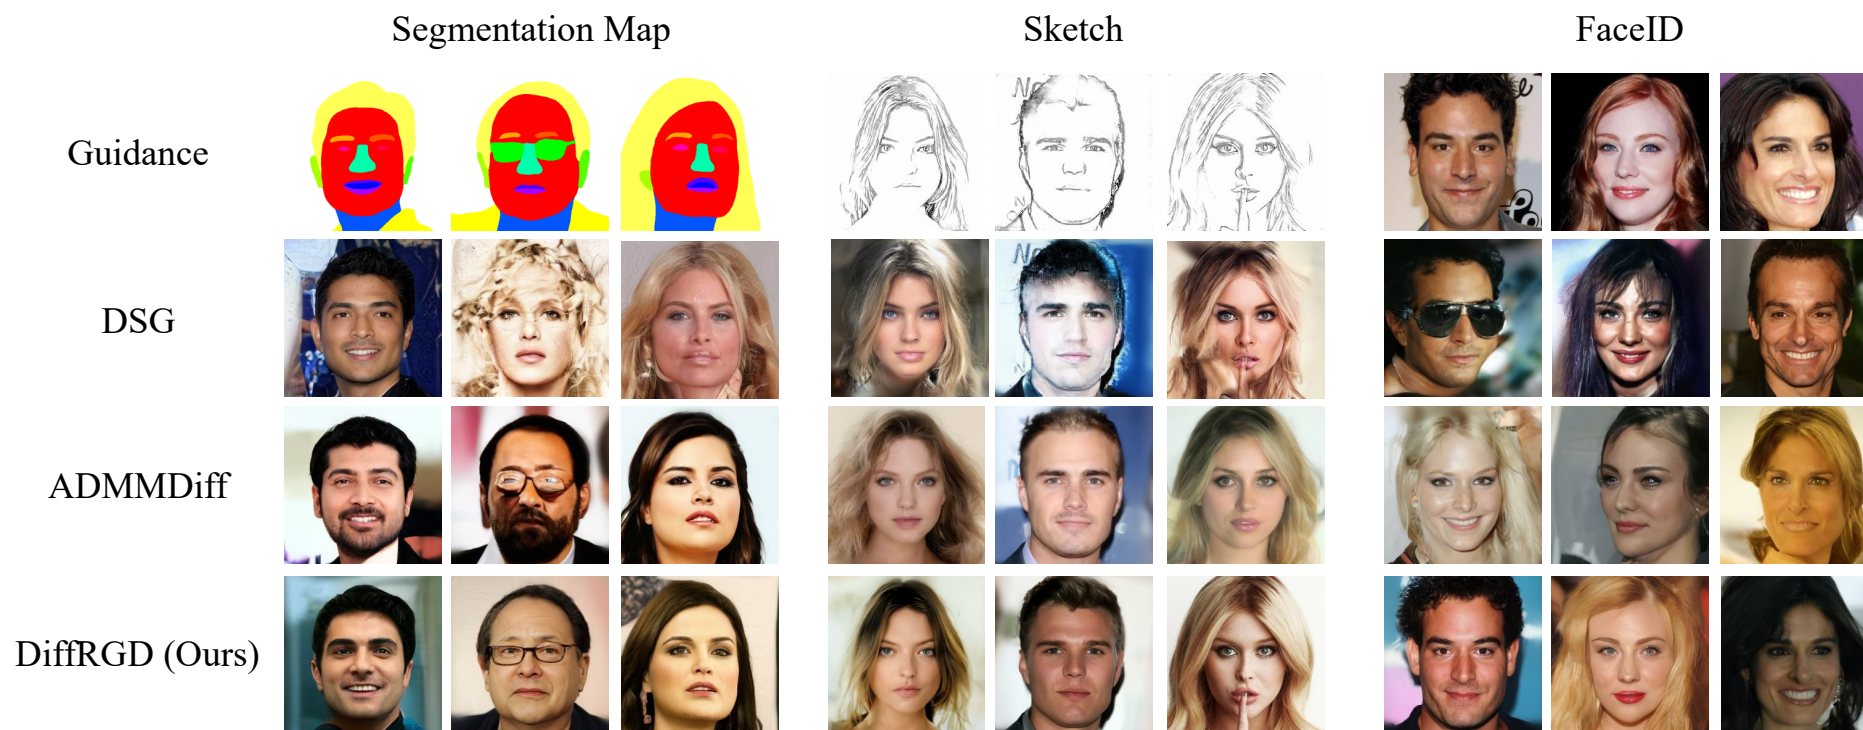 Segmentation Map Sketch FaceID
Guidance
DSG
ADMMDiff
DiffRGD (Ours)